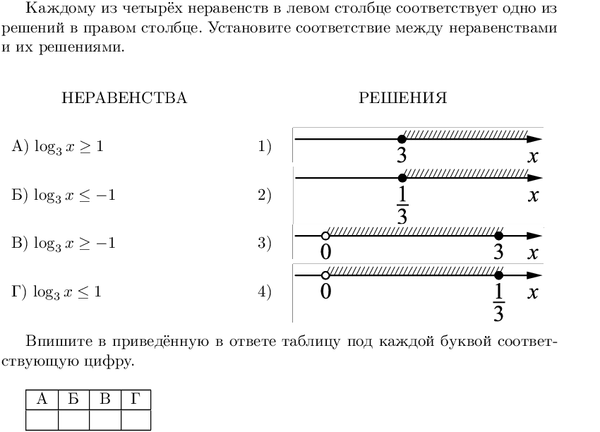 Каждому из четырёх неравенств в левом столбце соответствует одно из
решений в правом столбце. Установите соответствие между неравенствами
и их решениями.
НЕРАВЕНСТВА РЕШЕНИЯ
А) log₃ x ≥ 1 1) 3 x
Б) log₃ x ≤ −1 2) 1/3 x
В) log₃ x ≥ −1 3) 0 3 x
Г) log₃ x ≤ 1 4) 0 1/3 x
Впишите в приведённую в ответе таблицу под каждой буквой соответ-
ствующую цифру.
А Б В Г